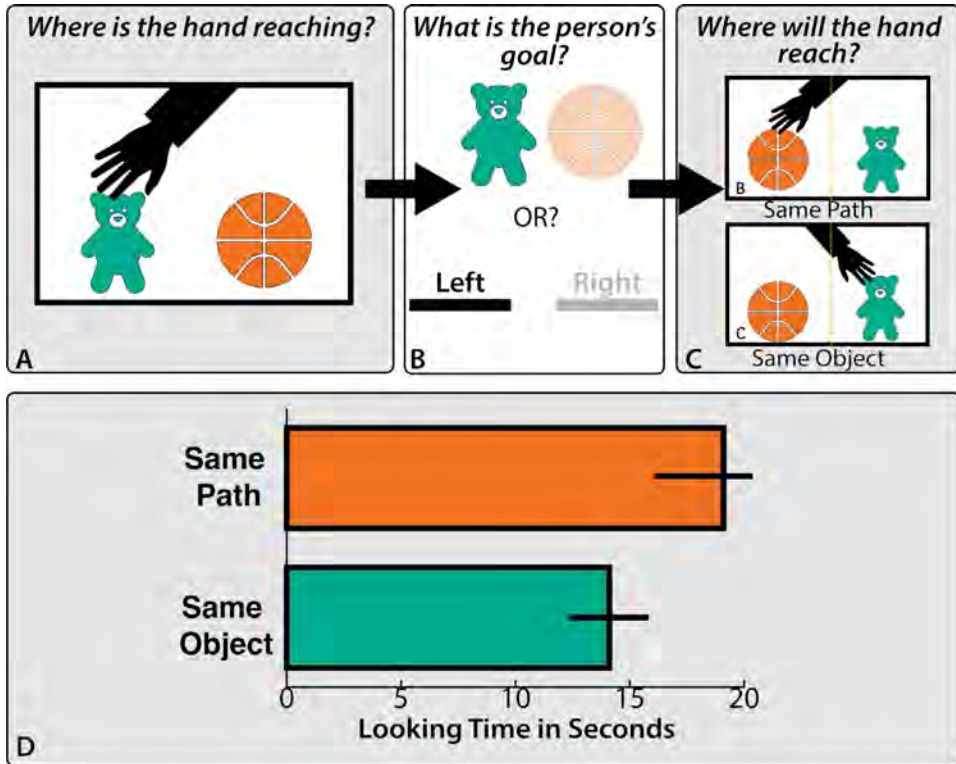 Where is the hand reaching?
A
What is the person's
goal?
OR?
Left
Right
B
Where will the hand
reach?
B
Same Path
C
Same Object
C
Same
Path
Same
Object
0
5
10
15
20
Looking Time in Seconds
D